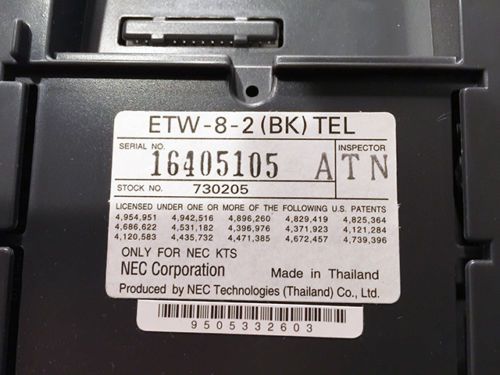 ETW-8-2 (BK) TEL
SERIAL NO. 16405105 A
INSPECTOR TN
STOCK NO. 730205
LICENSED UNDER ONE OR MORE OF THE FOLLOWING U.S. PATENTS
4,954,951 4,942,516 4,896,260 4,829,419 4,825,364
4,686,622 4,531,182 4,396,976 4,371,923 4,121,284
4,120,583 4,435,732 4,471,385 4,672,457 4,739,396
ONLY FOR NEC KTS
NEC Corporation Made in Thailand
Produced by NEC Technologies (Thailand) Co., Ltd.
9505332603